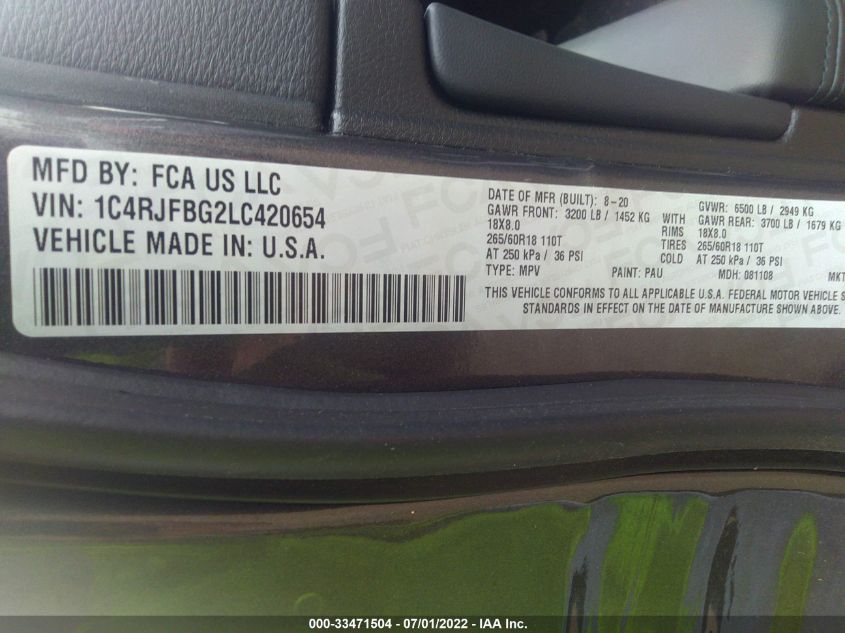 MFD BY: FCA US LLC
VIN: 1C4RJFBG2LC420654
VEHICLE MADE IN: U.S.A.
DATE OF MFR (BUILT): 8-20
GAWR FRONT: 3200 LB / 1452 KG
18X8.0
265/60R18 110T
AT 250 kPa / 36 PSI
TYPE: MPV PAINT: PAU MDH: 081108 MKT
GVWR: 6500 LB / 2949 KG
GAWR REAR: 3700 LB / 1679 KG
RIMS 18X8.0
TIRES 265/60R18 110T
COLD AT 250 kPa / 36 PSI
THIS VEHICLE CONFORMS TO ALL APPLICABLE U.S.A. FEDERAL MOTOR VEHICLE S
STANDARDS IN EFFECT ON THE DATE OF MANUFACTURE SHOWN ABOVE.
000-33471504 - 07/01/2022 - IAA Inc.